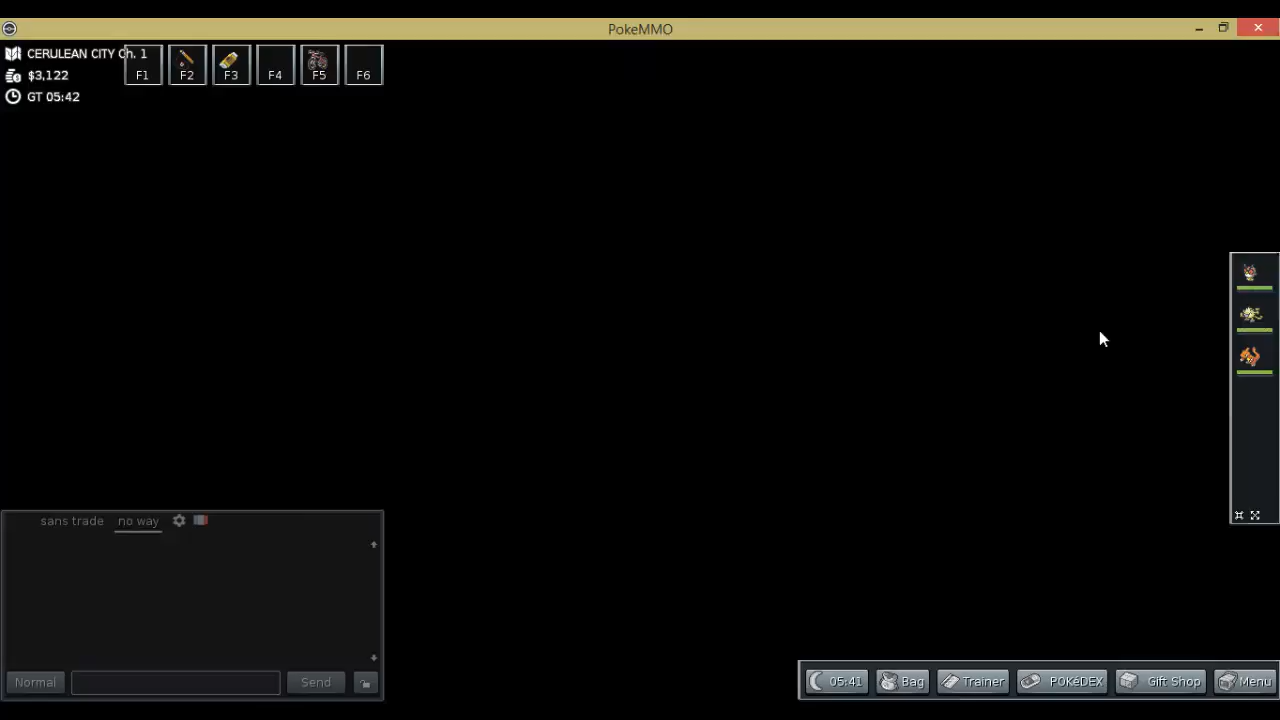 PokeMMO
CERULEAN CITY Ch. 1
$3,122
GT 05:42
F1 F2 F3 F4 F5 F6
sans trade no way
Normal Send
05:41 Bag Trainer POKéDEX Gift Shop Menu